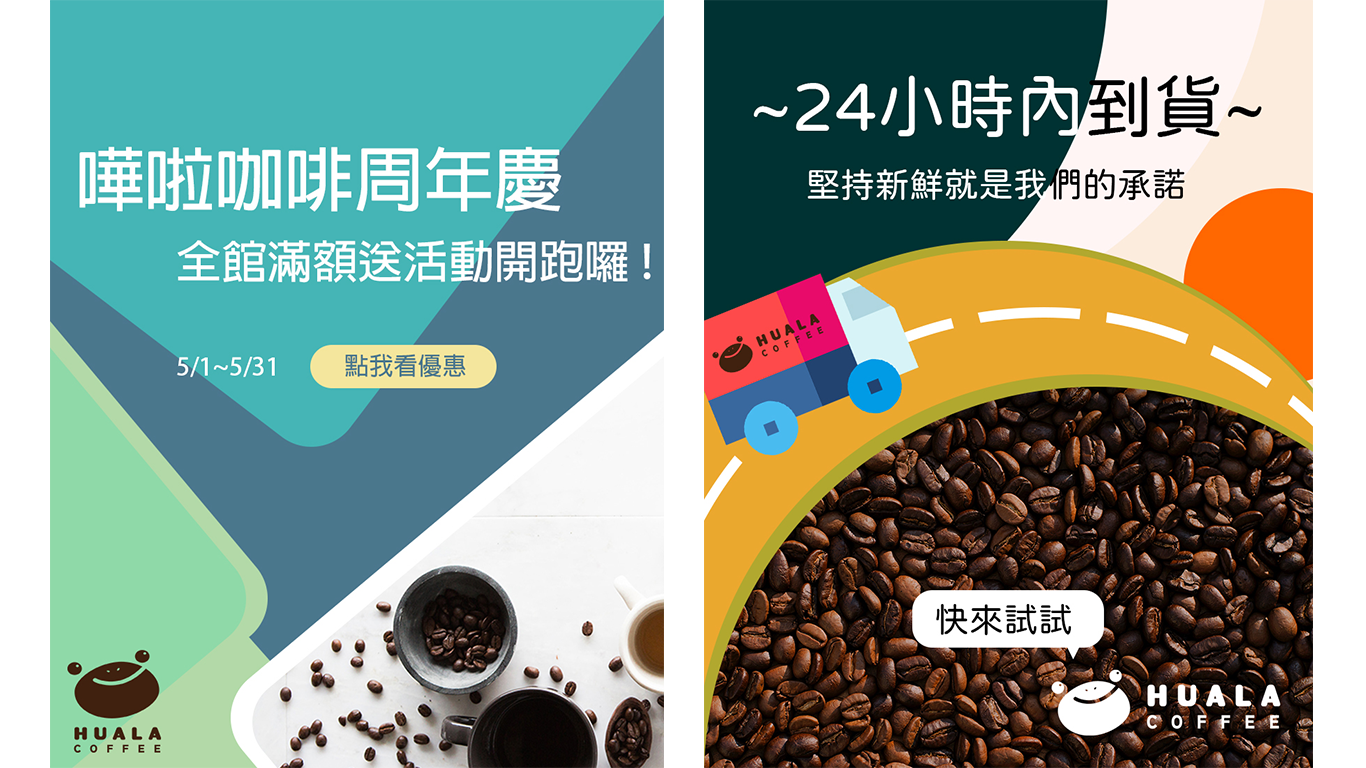 嘩啦咖啡周年慶
全館滿額送活動開跑囉!
5/1~5/31
點我看優惠
HUALA
COFFEE
~24小時內到貨~
堅持新鮮就是我們的承諾
HUALA
COFFEE
快來試試
HUALA
COFFEE